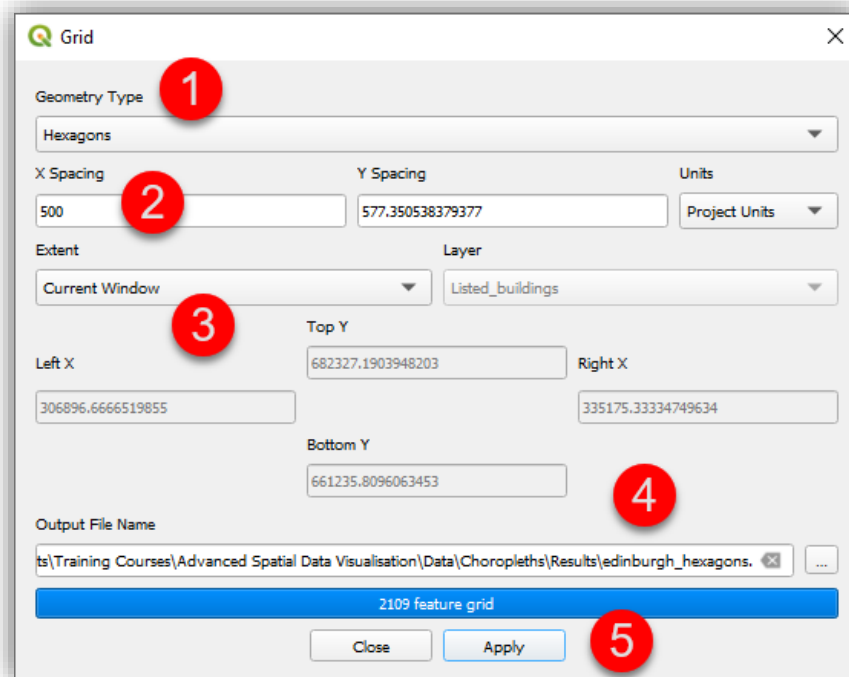 Grid
Geometry Type
1
Hexagons
X Spacing
Y Spacing
Units
500
2
577.350538379377
Project Units
Extent
Layer
Current Window
Listed_buildings
3
Top Y
Left X
682327.1903948203
Right X
306896.6666519855
335175.33334749634
Bottom Y
661235.8096063453
4
Output File Name
ts\Training Courses\Advanced Spatial Data Visualisation\Data\Choropleths\Results\edinburgh_hexagons.
...
2109 feature grid
Close
Apply
5